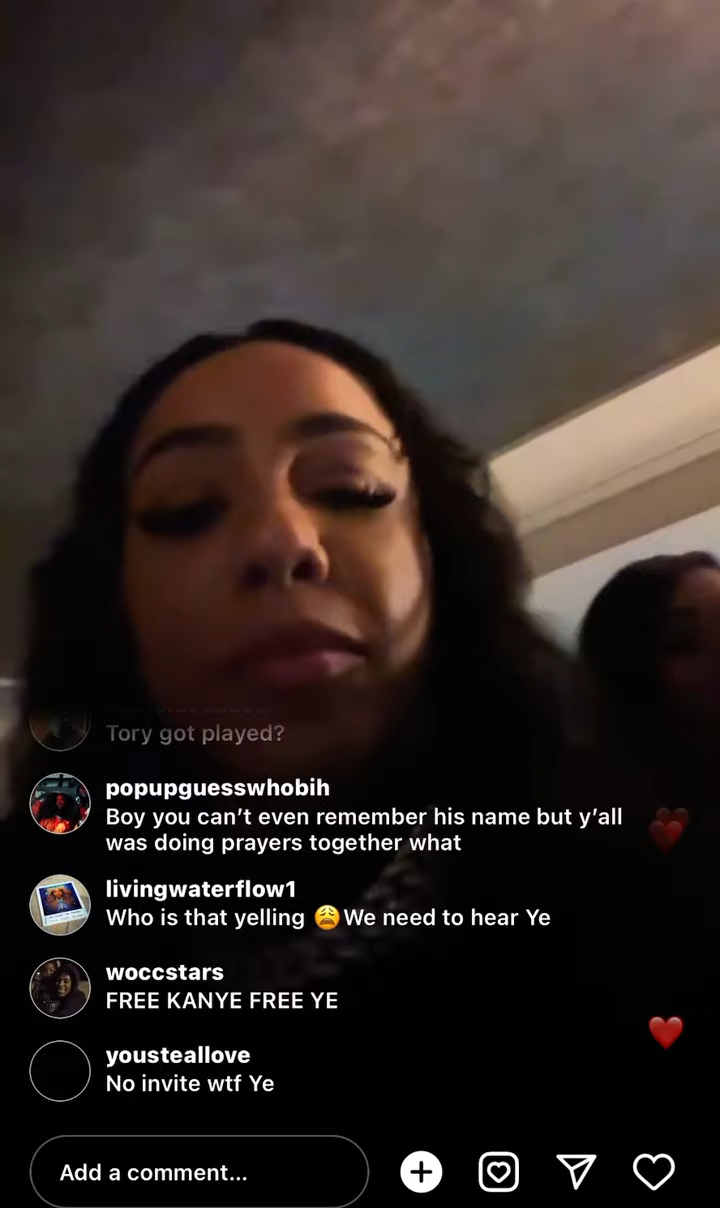 Tory got played?
popupguesswhobih
Boy you can’t even remember his name but y’all
was doing prayers together what
livingwaterflow1
Who is that yelling 😩We need to hear Ye
woccstars
FREE KANYE FREE YE
yousteallove
No invite wtf Ye
Add a comment...